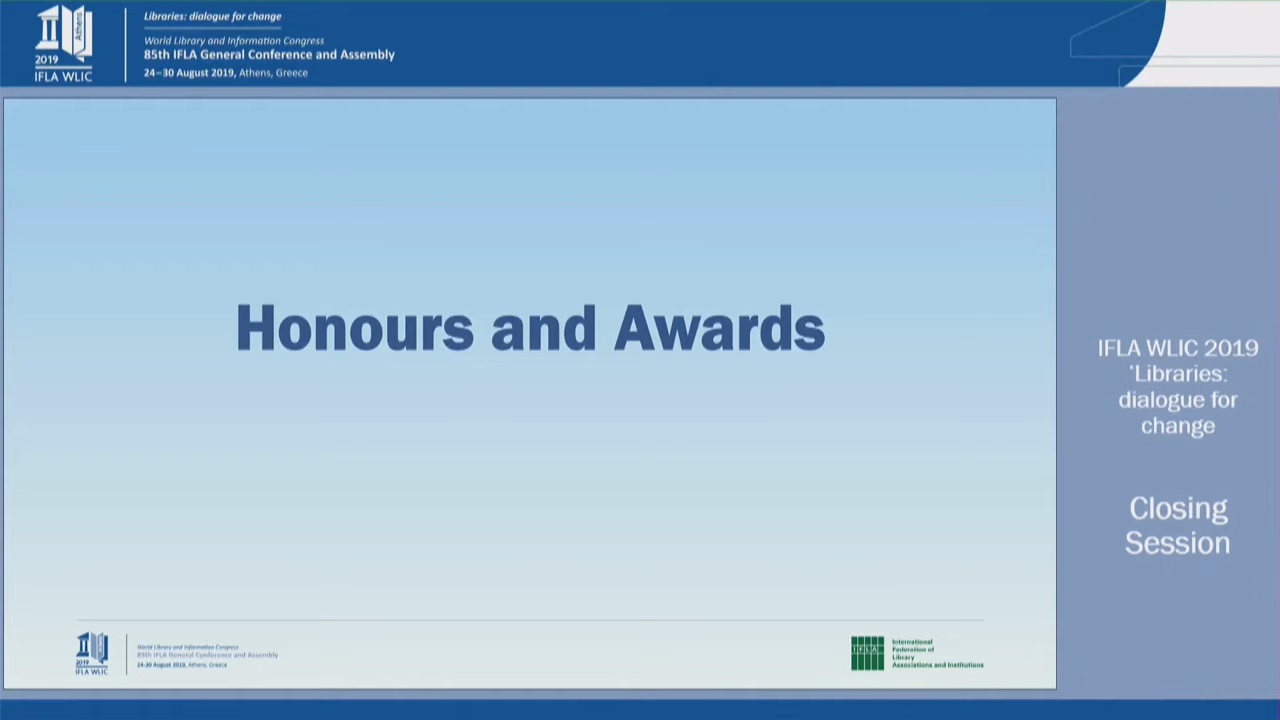 Athens
2019
IFLA WLIC
Libraries: dialogue for change
World Library and Information Congress
85th IFLA General Conference and Assembly
24–30 August 2019, Athens, Greece
Honours and Awards
IFLA WLIC 2019
‘Libraries:
dialogue for
change
Closing
Session
2019
IFLA WLIC
World Library and Information Congress
85th IFLA General Conference and Assembly
24-30 August 2019, Athens, Greece
IFLA
International
Federation of
Library
Associations and Institutions